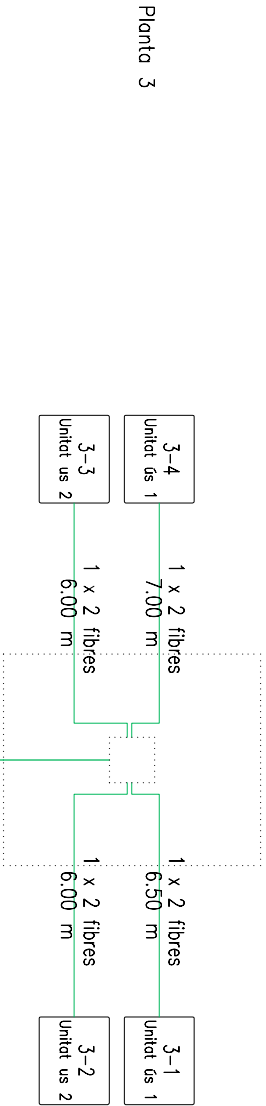 Planta 3
3-4
Unitat ús 1
1 x 2 fibres
7.00 m
1 x 2 fibres
6.50 m
3-1
Unitat ús 1
3-3
Unitat us 2
1 x 2 fibres
6.00 m
1 x 2 fibres
6.00 m
3-2
Unitat us 2